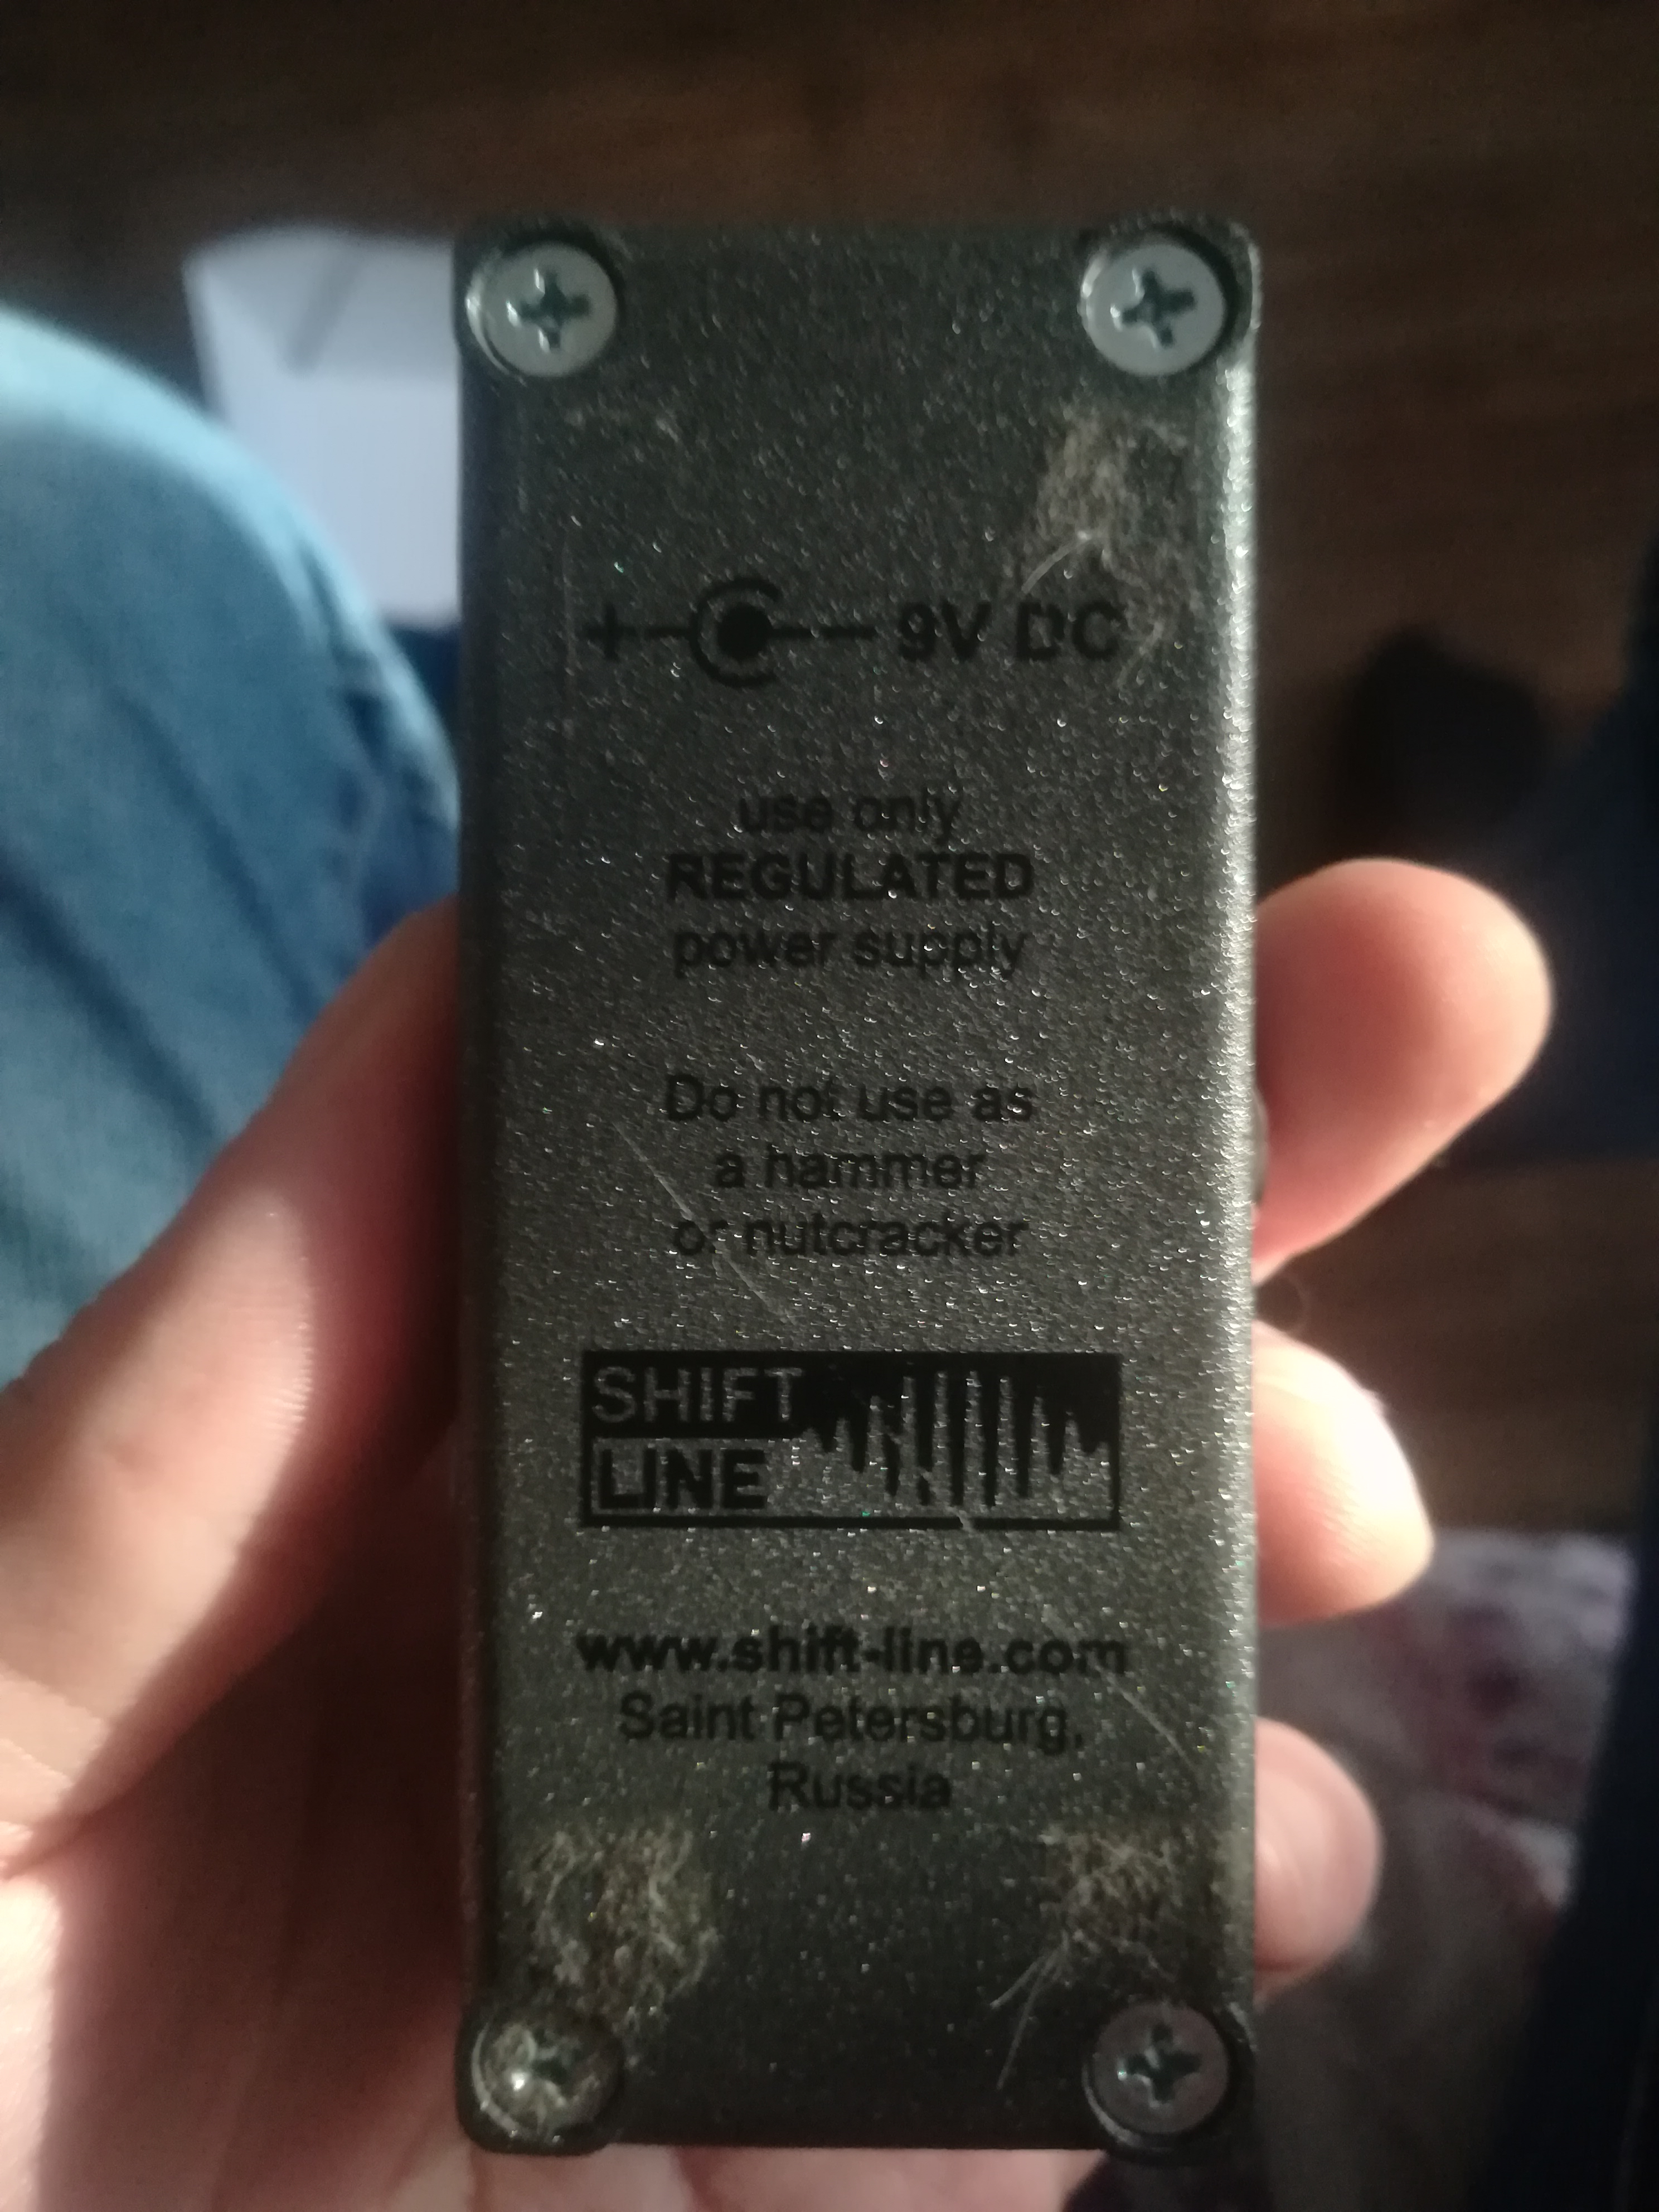 + — 9V DC
use only
REGULATED
power supply
Do not use as
a hammer
or nutcracker
SHIFT
LINE
www.shift-line.com
Saint Petersburg,
Russia